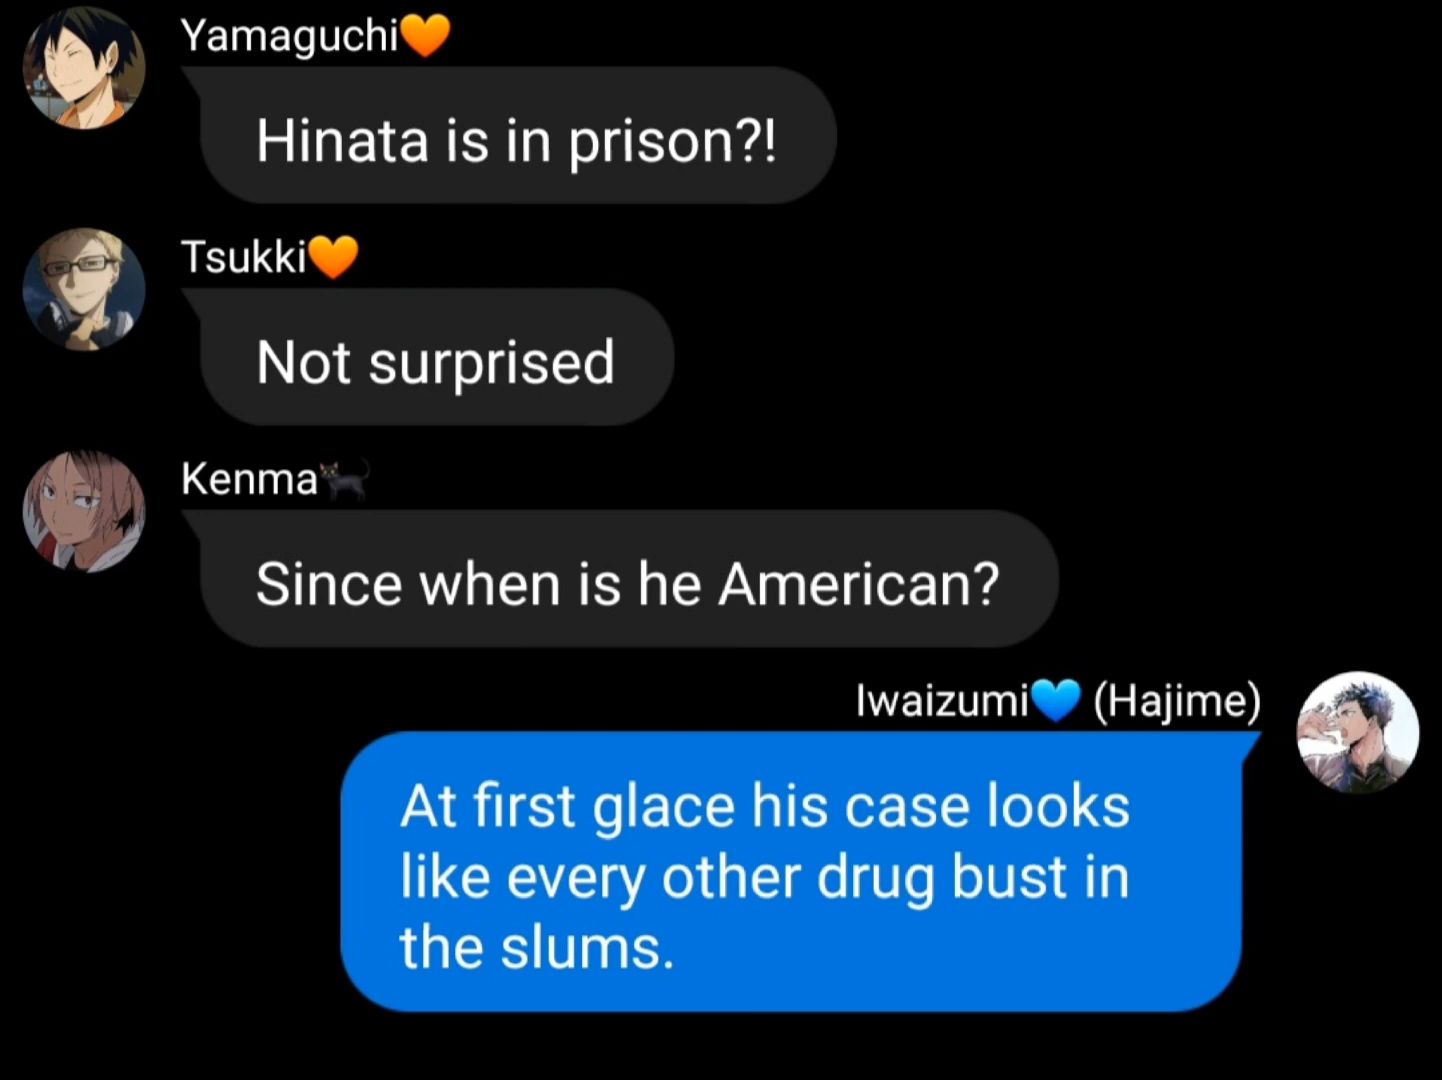 Yamaguchi🧡
Hinata is in prison?!
Tsukki🧡
Not surprised
Kenma🐈‍⬛
Since when is he American?
Iwaizumi💙 (Hajime)
At first glace his case looks
like every other drug bust in
the slums.